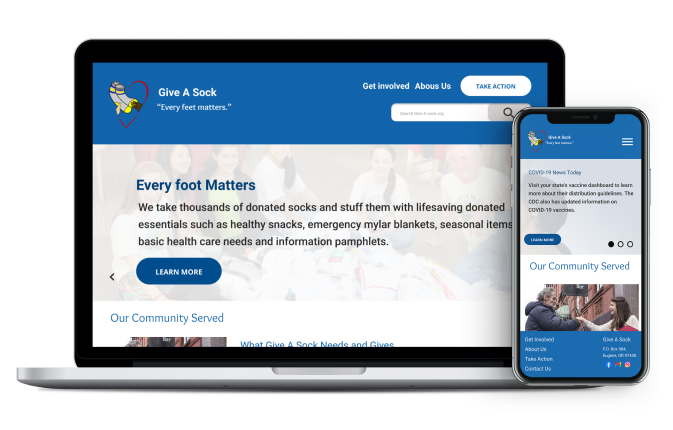 Give A Sock
“Every feet matters.”
Get involved
Abous Us
TAKE ACTION
Search Give A sock.org
Every foot Matters
We take thousands of donated socks and stuff them with lifesaving donated
essentials such as healthy snacks, emergency mylar blankets, seasonal items
basic health care needs and information pamphlets.
LEARN MORE
Our Community Served
What Give A Sock Needs and Gives
Give A Sock
“Every feet matters.”
COVID-19 News Today
Visit your state's vaccine dashboard to learn
more about their distribution guidelines. The
CDC also has updated information on
COVID-19 vaccines.
LEARN MORE
Our Community Served
Bar
Get Involved
About Us
Take Action
Contact Us
Give A Sock
P.O. Box 984,
Eugene, OR 97440